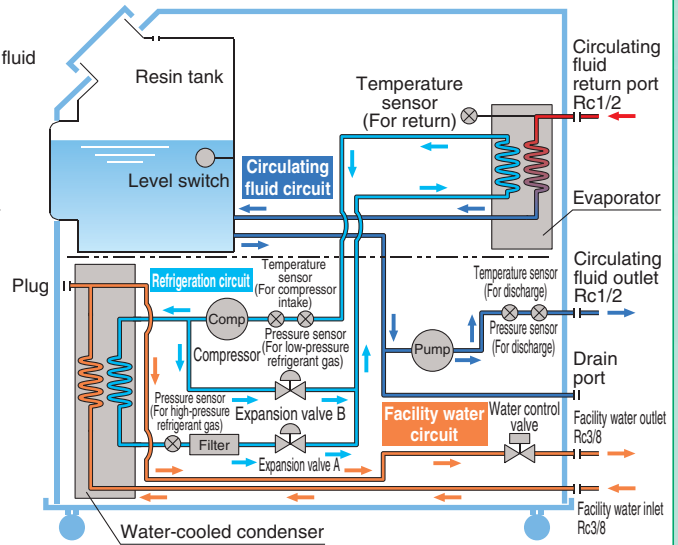 fluid
Resin tank
Level switch
Temperature
sensor
(For return)
Circulating
fluid
return port
Rc1/2
Circulating
fluid circuit
Evaporator
Plug
Refrigeration circuit
Temperature
sensor
(For compressor
intake)
Comp
Compressor
Pressure sensor
(For low-pressure
refrigerant gas)
Temperature sensor
(For discharge)
Pressure sensor
(For discharge)
Pump
Circulating
fluid outlet
Rc1/2
Drain
port
Pressure sensor
(For high-pressure
refrigerant gas)
Expansion valve B
Filter
Expansion valve A
Facility water
circuit
Water control
valve
Facility water outlet
Rc3/8
Facility water inlet
Rc3/8
Water-cooled condenser